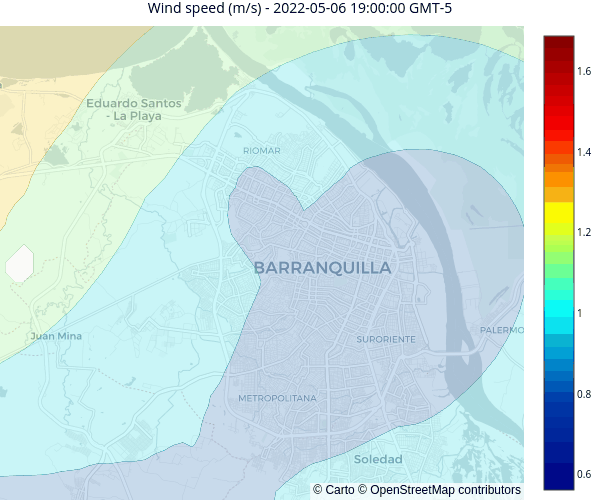 Wind speed (m/s) - 2022-05-06 19:00:00 GMT-5
1.6
Eduardo Santos
- La Playa
RIOMAR
1.4
1.2
BARRANQUILLA
1
Juan Mina
SURORIENTE
PALERMO
0.8
METROPOLITANA
Soledad
0.6
© Carto © OpenStreetMap contributors